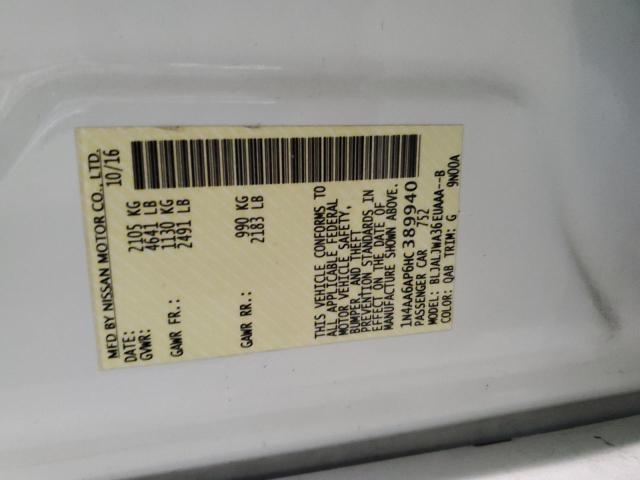 MFD BY NISSAN MOTOR CO., LTD.
DATE: 10/16
GVWR: 2105 KG
4641 LB
GAWR FR.: 1130 KG
2491 LB
GAWR RR.: 990 KG
2183 LB
THIS VEHICLE CONFORMS TO
ALL APPLICABLE FEDERAL
MOTOR VEHICLE SAFETY,
BUMPER, AND THEFT
PREVENTION STANDARDS IN
EFFECT ON THE DATE OF
MANUFACTURE SHOWN ABOVE.
1N4AA6AP6HC389940
PASSENGER CAR 752
MODEL: BLJALJWA36EUAAA--B
COLOR: QAB TRIM: G 9N00A